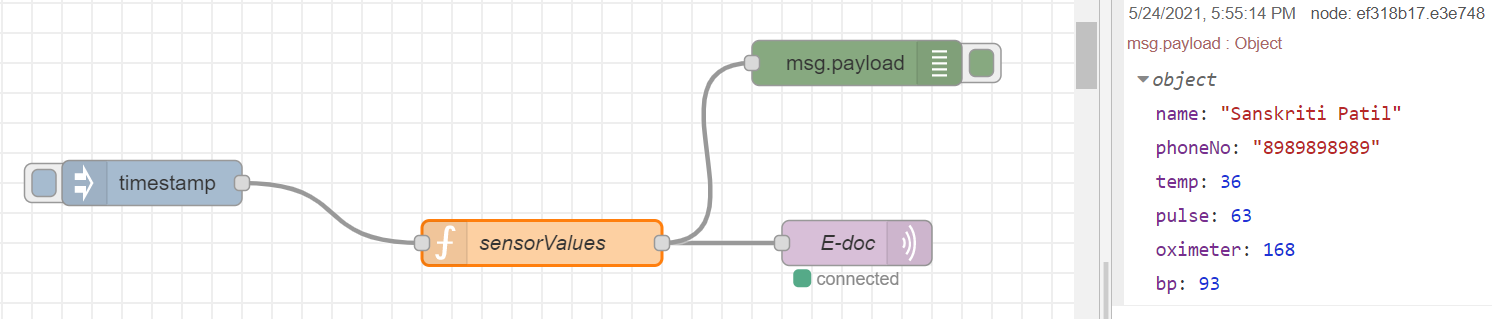 msg.payload
timestamp
sensorValues
E-doc
connected
5/24/2021, 5:55:14 PM node: ef318b17.e3e748
msg.payload : Object
object
name: "Sanskriti Patil"
phoneNo: "8989898989"
temp: 36
pulse: 63
oximeter: 168
bp: 93